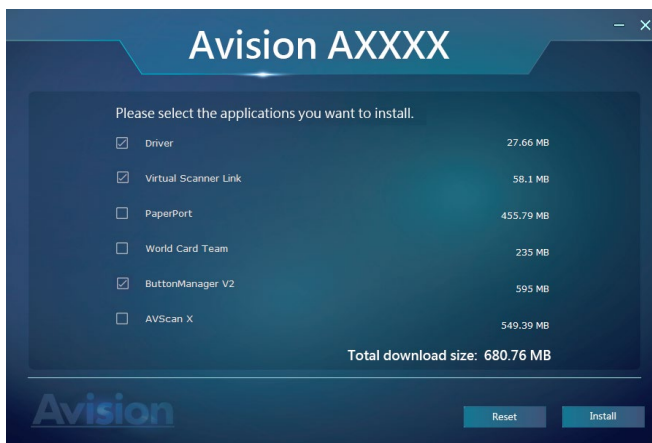 Avision AXXXX
Please select the applications you want to install.
Driver 27.66 MB
Virtual Scanner Link 58.1 MB
PaperPort 455.79 MB
World Card Team 235 MB
ButtonManager V2 595 MB
AVScan X 549.39 MB
Total download size: 680.76 MB
Avision
Reset Install